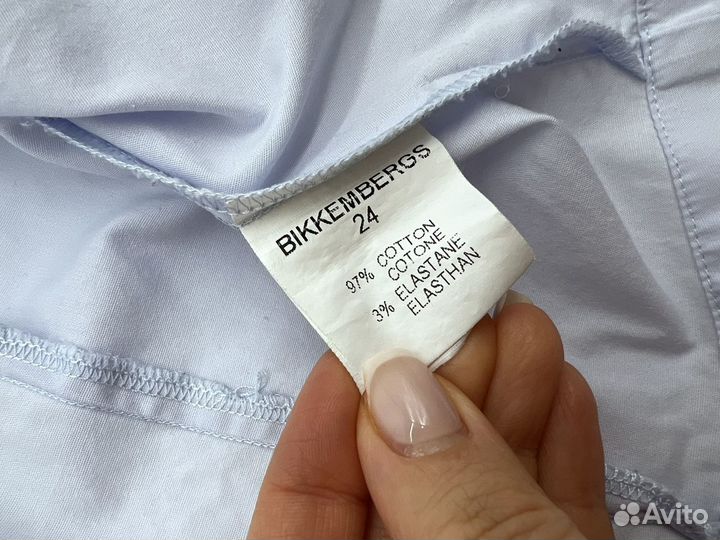 BIKKEMBERGS
24
97% COTTON
COTONE
3% ELASTANE
ELASTHAN
Avito